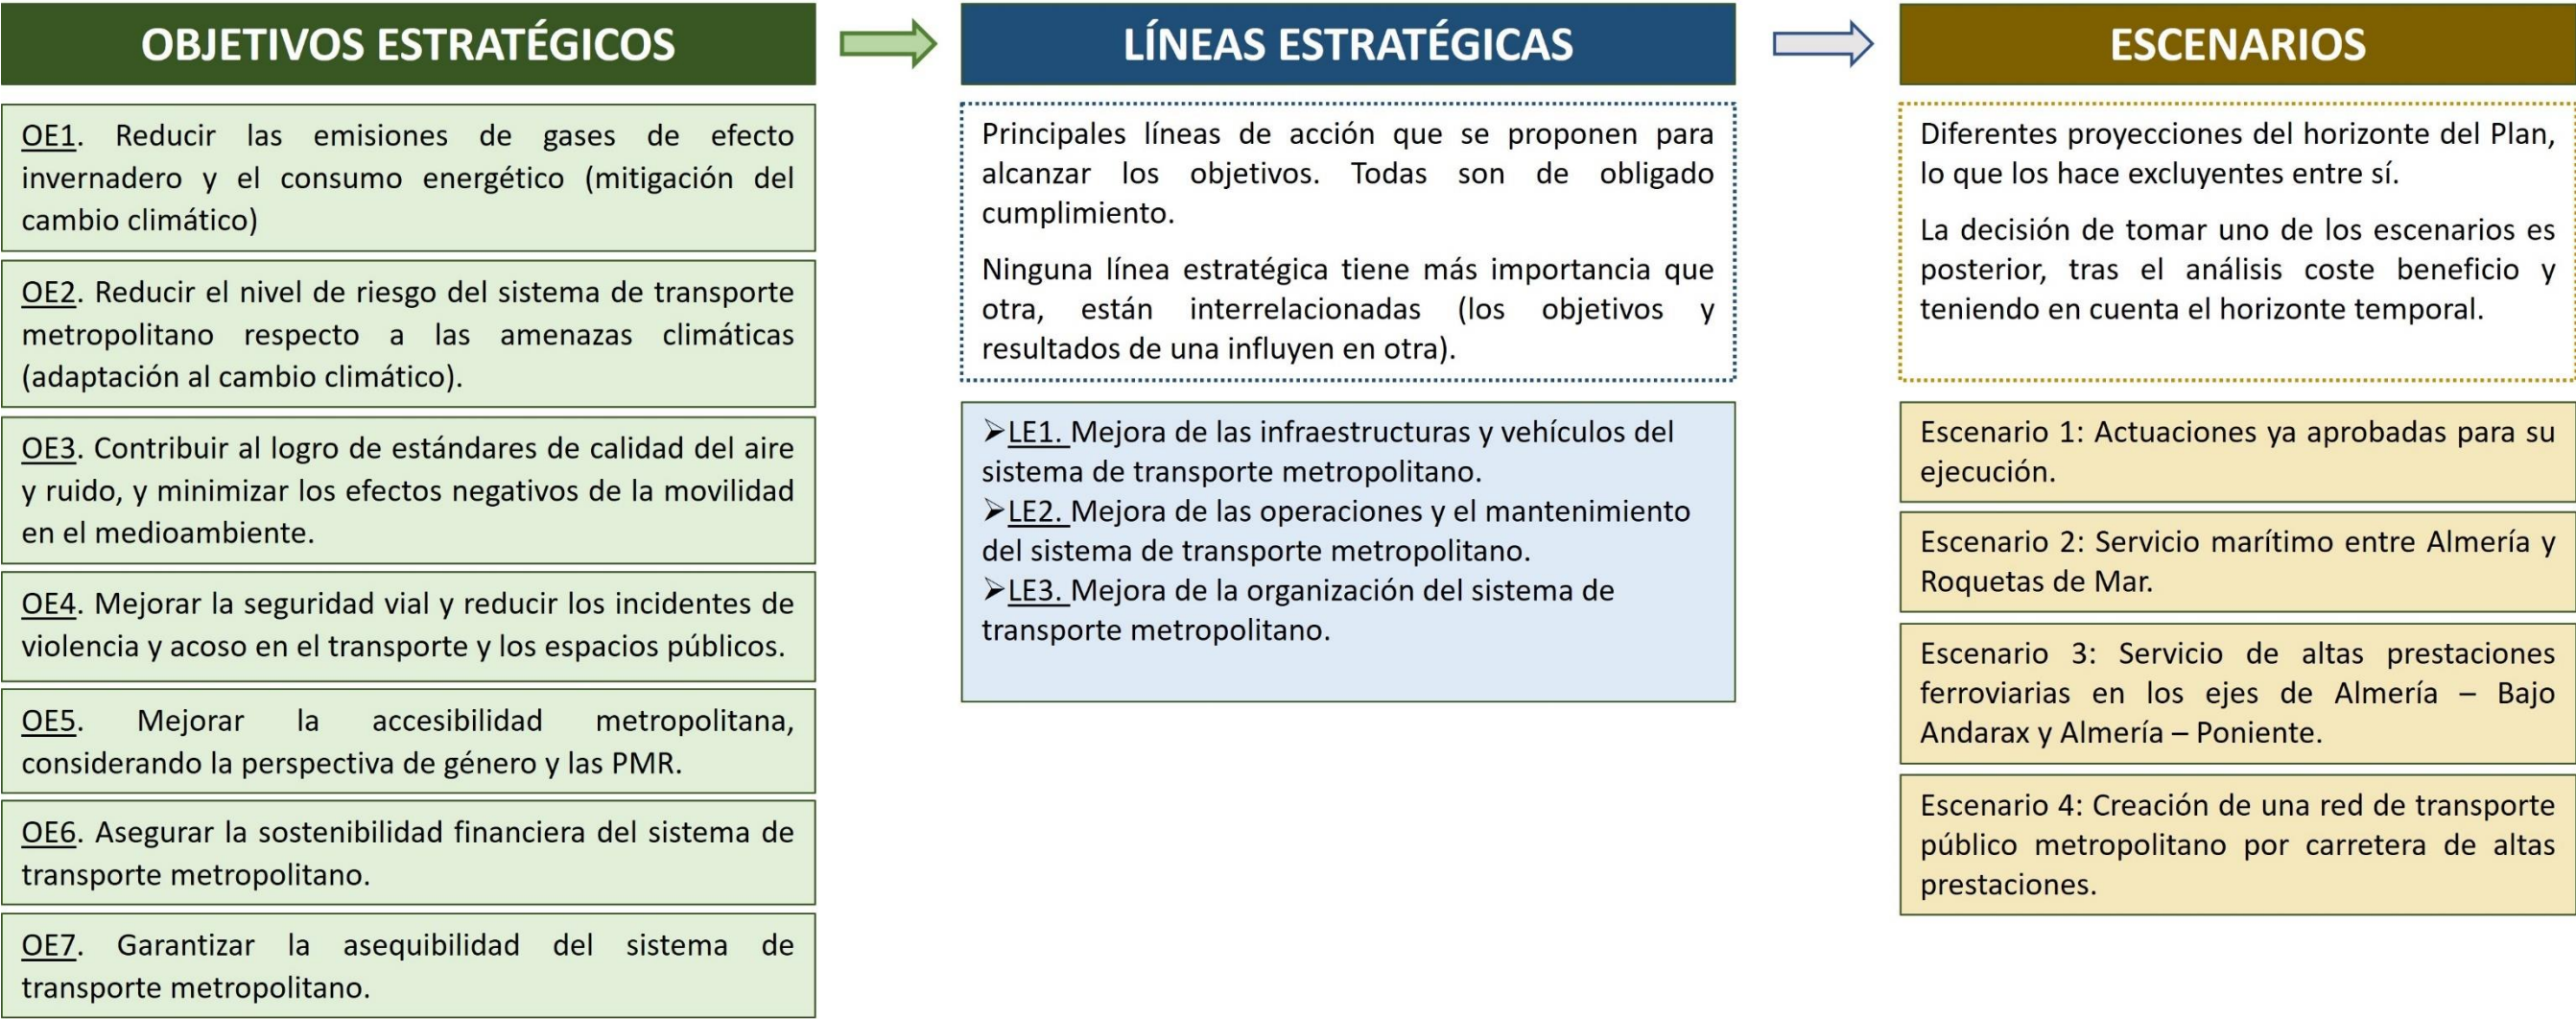 OBJETIVOS ESTRATÉGICOS
OE1. Reducir las emisiones de gases de efecto
invernadero y el consumo energético (mitigación del
cambio climático)
OE2. Reducir el nivel de riesgo del sistema de transporte
metropolitano respecto a las amenazas climáticas
(adaptación al cambio climático).
OE3. Contribuir al logro de estándares de calidad del aire
y ruido, y minimizar los efectos negativos de la movilidad
en el medioambiente.
OE4. Mejorar la seguridad vial y reducir los incidentes de
violencia y acoso en el transporte y los espacios públicos.
OE5. Mejorar la accesibilidad metropolitana,
considerando la perspectiva de género y las PMR.
OE6. Asegurar la sostenibilidad financiera del sistema de
transporte metropolitano.
OE7. Garantizar la asequibilidad del sistema de
transporte metropolitano.
LÍNEAS ESTRATÉGICAS
Principales líneas de acción que se proponen para
alcanzar los objetivos. Todas son de obligado
cumplimiento.
Ninguna línea estratégica tiene más importancia que
otra, están interrelacionadas (los objetivos y
resultados de una influyen en otra).
➢LE1. Mejora de las infraestructuras y vehículos del
sistema de transporte metropolitano.
➢LE2. Mejora de las operaciones y el mantenimiento
del sistema de transporte metropolitano.
➢LE3. Mejora de la organización del sistema de
transporte metropolitano.
ESCENARIOS
Diferentes proyecciones del horizonte del Plan,
lo que los hace excluyentes entre sí.
La decisión de tomar uno de los escenarios es
posterior, tras el análisis coste beneficio y
teniendo en cuenta el horizonte temporal.
Escenario 1: Actuaciones ya aprobadas para su
ejecución.
Escenario 2: Servicio marítimo entre Almería y
Roquetas de Mar.
Escenario 3: Servicio de altas prestaciones
ferroviarias en los ejes de Almería – Bajo
Andarax y Almería – Poniente.
Escenario 4: Creación de una red de transporte
público metropolitano por carretera de altas
prestaciones.